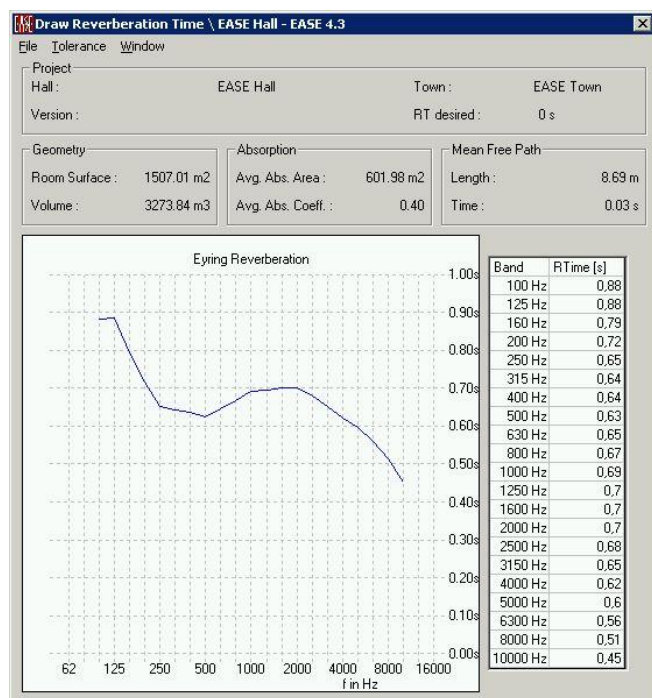 EASE Draw Reverberation Time \ EASE Hall - EASE 4.3
File Tolerance Window
Project
Hall : EASE Hall Town : EASE Town
Version : RT desired : 0 s
Geometry Absorption Mean Free Path
Room Surface : 1507.01 m2 Avg. Abs. Area : 601.98 m2 Length : 8.69 m
Volume : 3273.84 m3 Avg. Abs. Coeff. : 0.40 Time : 0.03 s
Eyring Reverberation
1.00s
0.90s
0.80s
0.70s
0.60s
0.50s
0.40s
0.30s
0.20s
0.10s
0.00s
62 125 250 500 1000 2000 4000 8000 16000
f in Hz
Band RTime [s]
100 Hz 0,88
125 Hz 0,88
160 Hz 0,79
200 Hz 0,72
250 Hz 0,65
315 Hz 0,64
400 Hz 0,64
500 Hz 0,63
630 Hz 0,65
800 Hz 0,67
1000 Hz 0,69
1250 Hz 0,7
1600 Hz 0,7
2000 Hz 0,7
2500 Hz 0,68
3150 Hz 0,65
4000 Hz 0,62
5000 Hz 0,6
6300 Hz 0,56
8000 Hz 0,51
10000 Hz 0,45